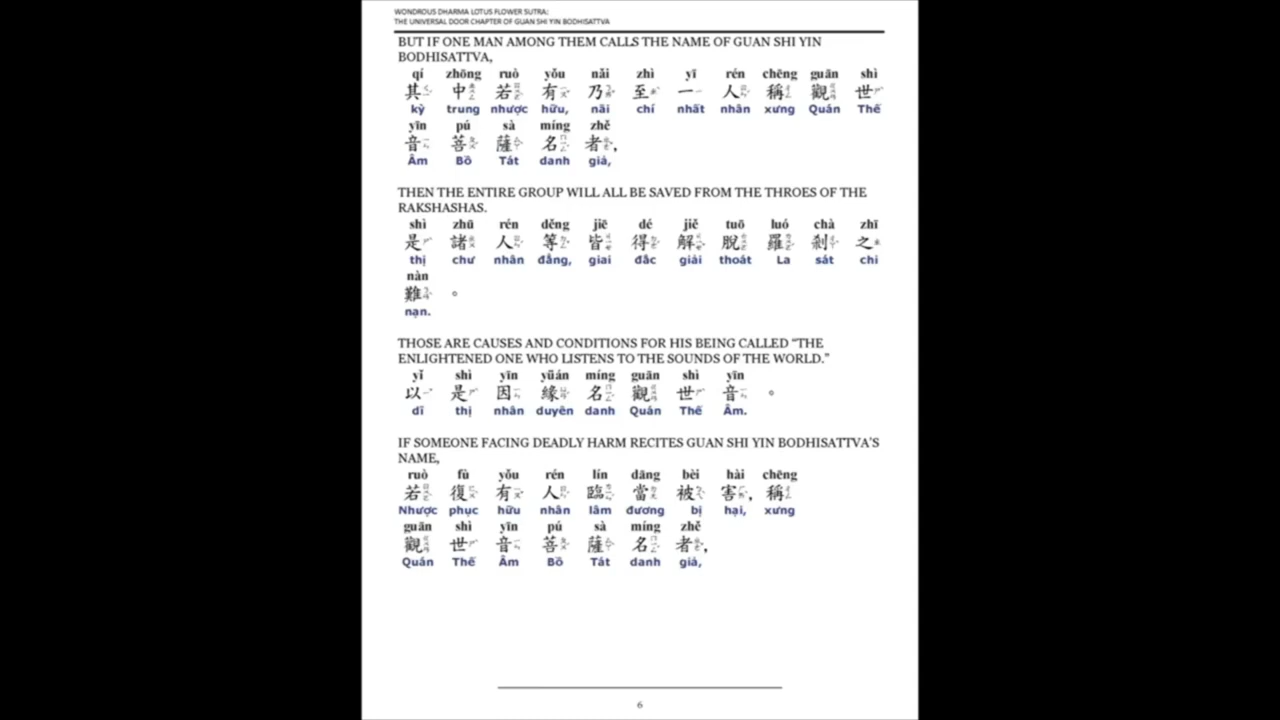 WONDROUS DHARMA LOTUS FLOWER SUTRA:
THE UNIVERSAL DOOR CHAPTER OF GUAN SHI YIN BODHISATTVA
BUT IF ONE MAN AMONG THEM CALLS THE NAME OF GUAN SHI YIN
BODHISATTVA,
qí zhōng ruò yǒu nǎi zhì yī rén chēng guān shì
其 中 若 有 乃 至 一 人 稱 觀 世
kỳ trung nhược hữu, nãi chí nhất nhân xưng Quán Thế
yīn pú sà míng zhě
音 菩 薩 名 者,
Âm Bồ Tát danh giả,
THEN THE ENTIRE GROUP WILL ALL BE SAVED FROM THE THROES OF THE
RAKSHASHAS.
shì zhū rén děng jiē dé jiě tuō luó chà zhī
是 諸 人 等 皆 得 解 脫 羅 剎 之
thị chư nhân đẳng, giai đắc giải thoát La sát chi
nàn
難 。
nạn.
THOSE ARE CAUSES AND CONDITIONS FOR HIS BEING CALLED “THE
ENLIGHTENED ONE WHO LISTENS TO THE SOUNDS OF THE WORLD.”
yǐ shì yīn yüán míng guān shì yīn
以 是 因 緣 名 觀 世 音 。
dĩ thị nhân duyên danh Quán Thế Âm.
IF SOMEONE FACING DEADLY HARM RECITES GUAN SHI YIN BODHISATTVA’S
NAME,
ruò fù yǒu rén lín dāng bèi hài chēng
若 復 有 人 臨 當 被 害, 稱
Nhược phục hữu nhân lâm đương bị hại, xưng
guān shì yīn pú sà míng zhě
觀 世 音 菩 薩 名 者,
Quán Thế Âm Bồ Tát danh giả,
6